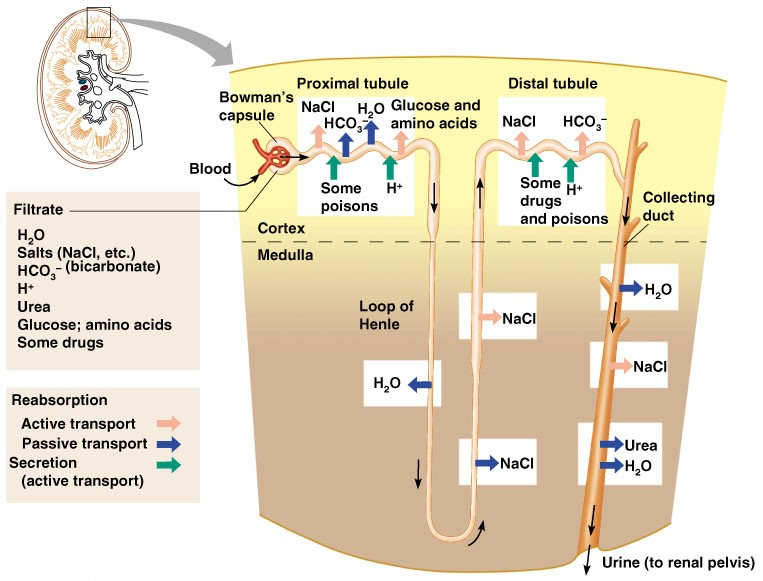 Proximal tubule
Distal tubule
Bowman's
capsule
NaCl
HCO₃⁻
H₂O
Glucose and
amino acids
NaCl
HCO₃⁻
Blood
Some
poisons
H⁺
Some
drugs
and poisons
H⁺
Collecting
duct
Filtrate
H₂O
Salts (NaCl, etc.)
HCO₃⁻ (bicarbonate)
H⁺
Urea
Glucose; amino acids
Some drugs
Cortex
Medulla
Loop of
Henle
H₂O
NaCl
NaCl
H₂O
NaCl
Urea
H₂O
Reabsorption
Active transport
Passive transport
Secretion
(active transport)
Urine (to renal pelvis)